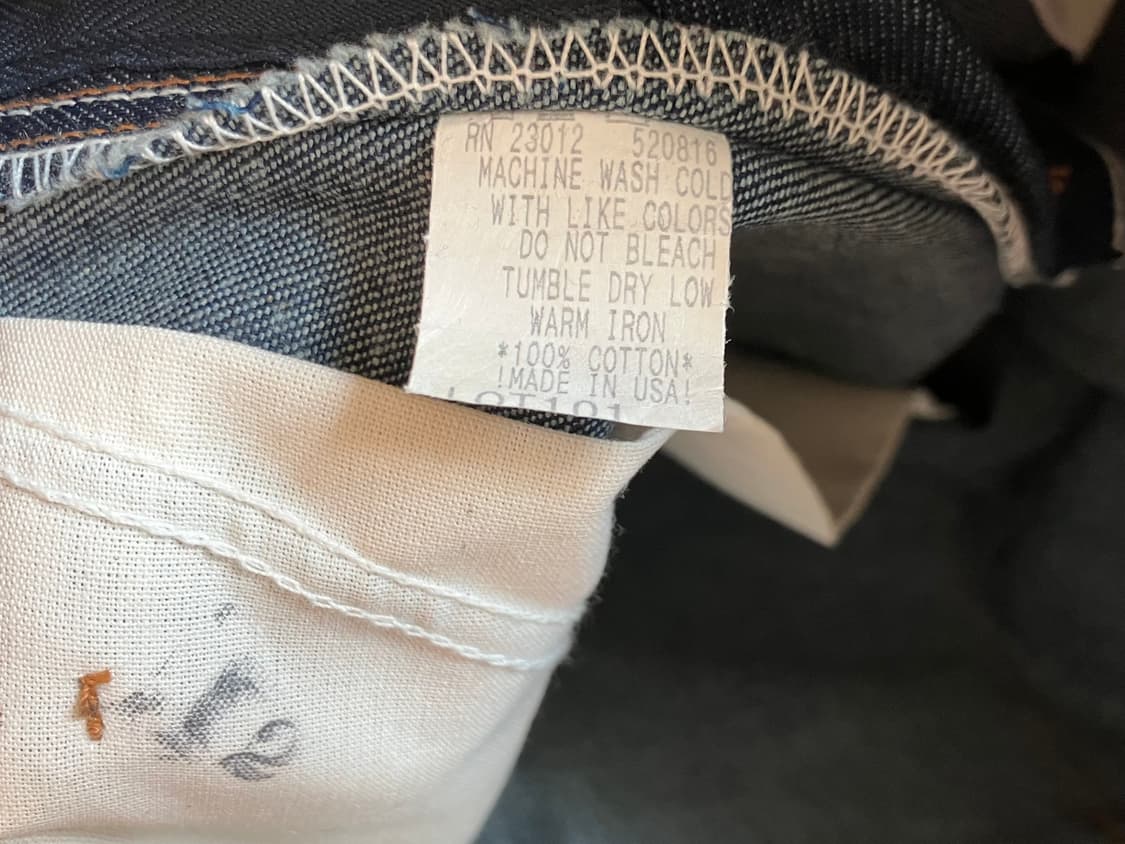 RN 23012 520816
MACHINE WASH COLD
WITH LIKE COLORS
DO NOT BLEACH
TUMBLE DRY LOW
WARM IRON
*100% COTTON*
!MADE IN USA!